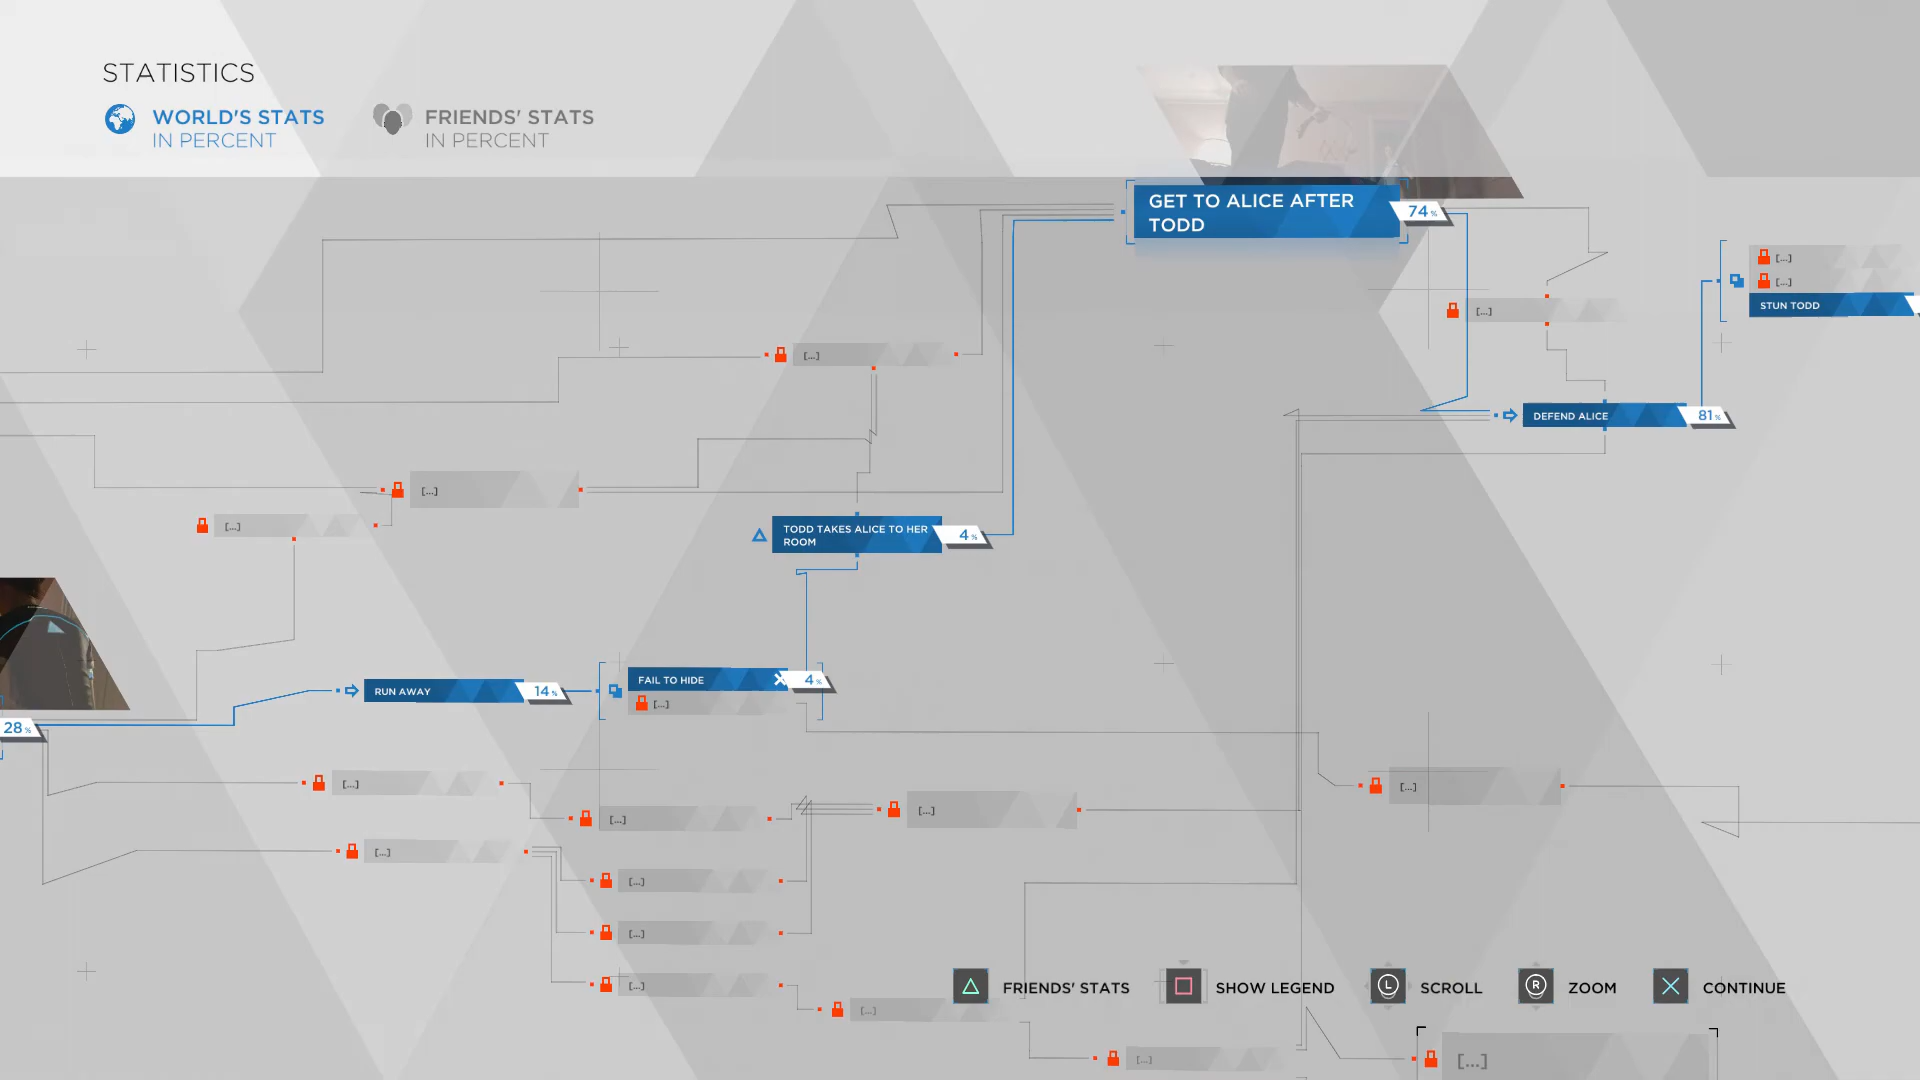 STATISTICS
WORLD'S STATS
IN PERCENT
FRIENDS' STATS
IN PERCENT
GET TO ALICE AFTER
TODD
74%
[...]
[...]
STUN TODD
[...]
[...]
DEFEND ALICE
81%
[...]
[...]
TODD TAKES ALICE TO HER
ROOM
4%
FAIL TO HIDE
4%
RUN AWAY
14%
[...]
28%
[...]
[...]
[...]
[...]
[...]
[...]
[...]
[...]
FRIENDS' STATS
SHOW LEGEND
L
SCROLL
R
ZOOM
CONTINUE
[...]
[...]
[...]